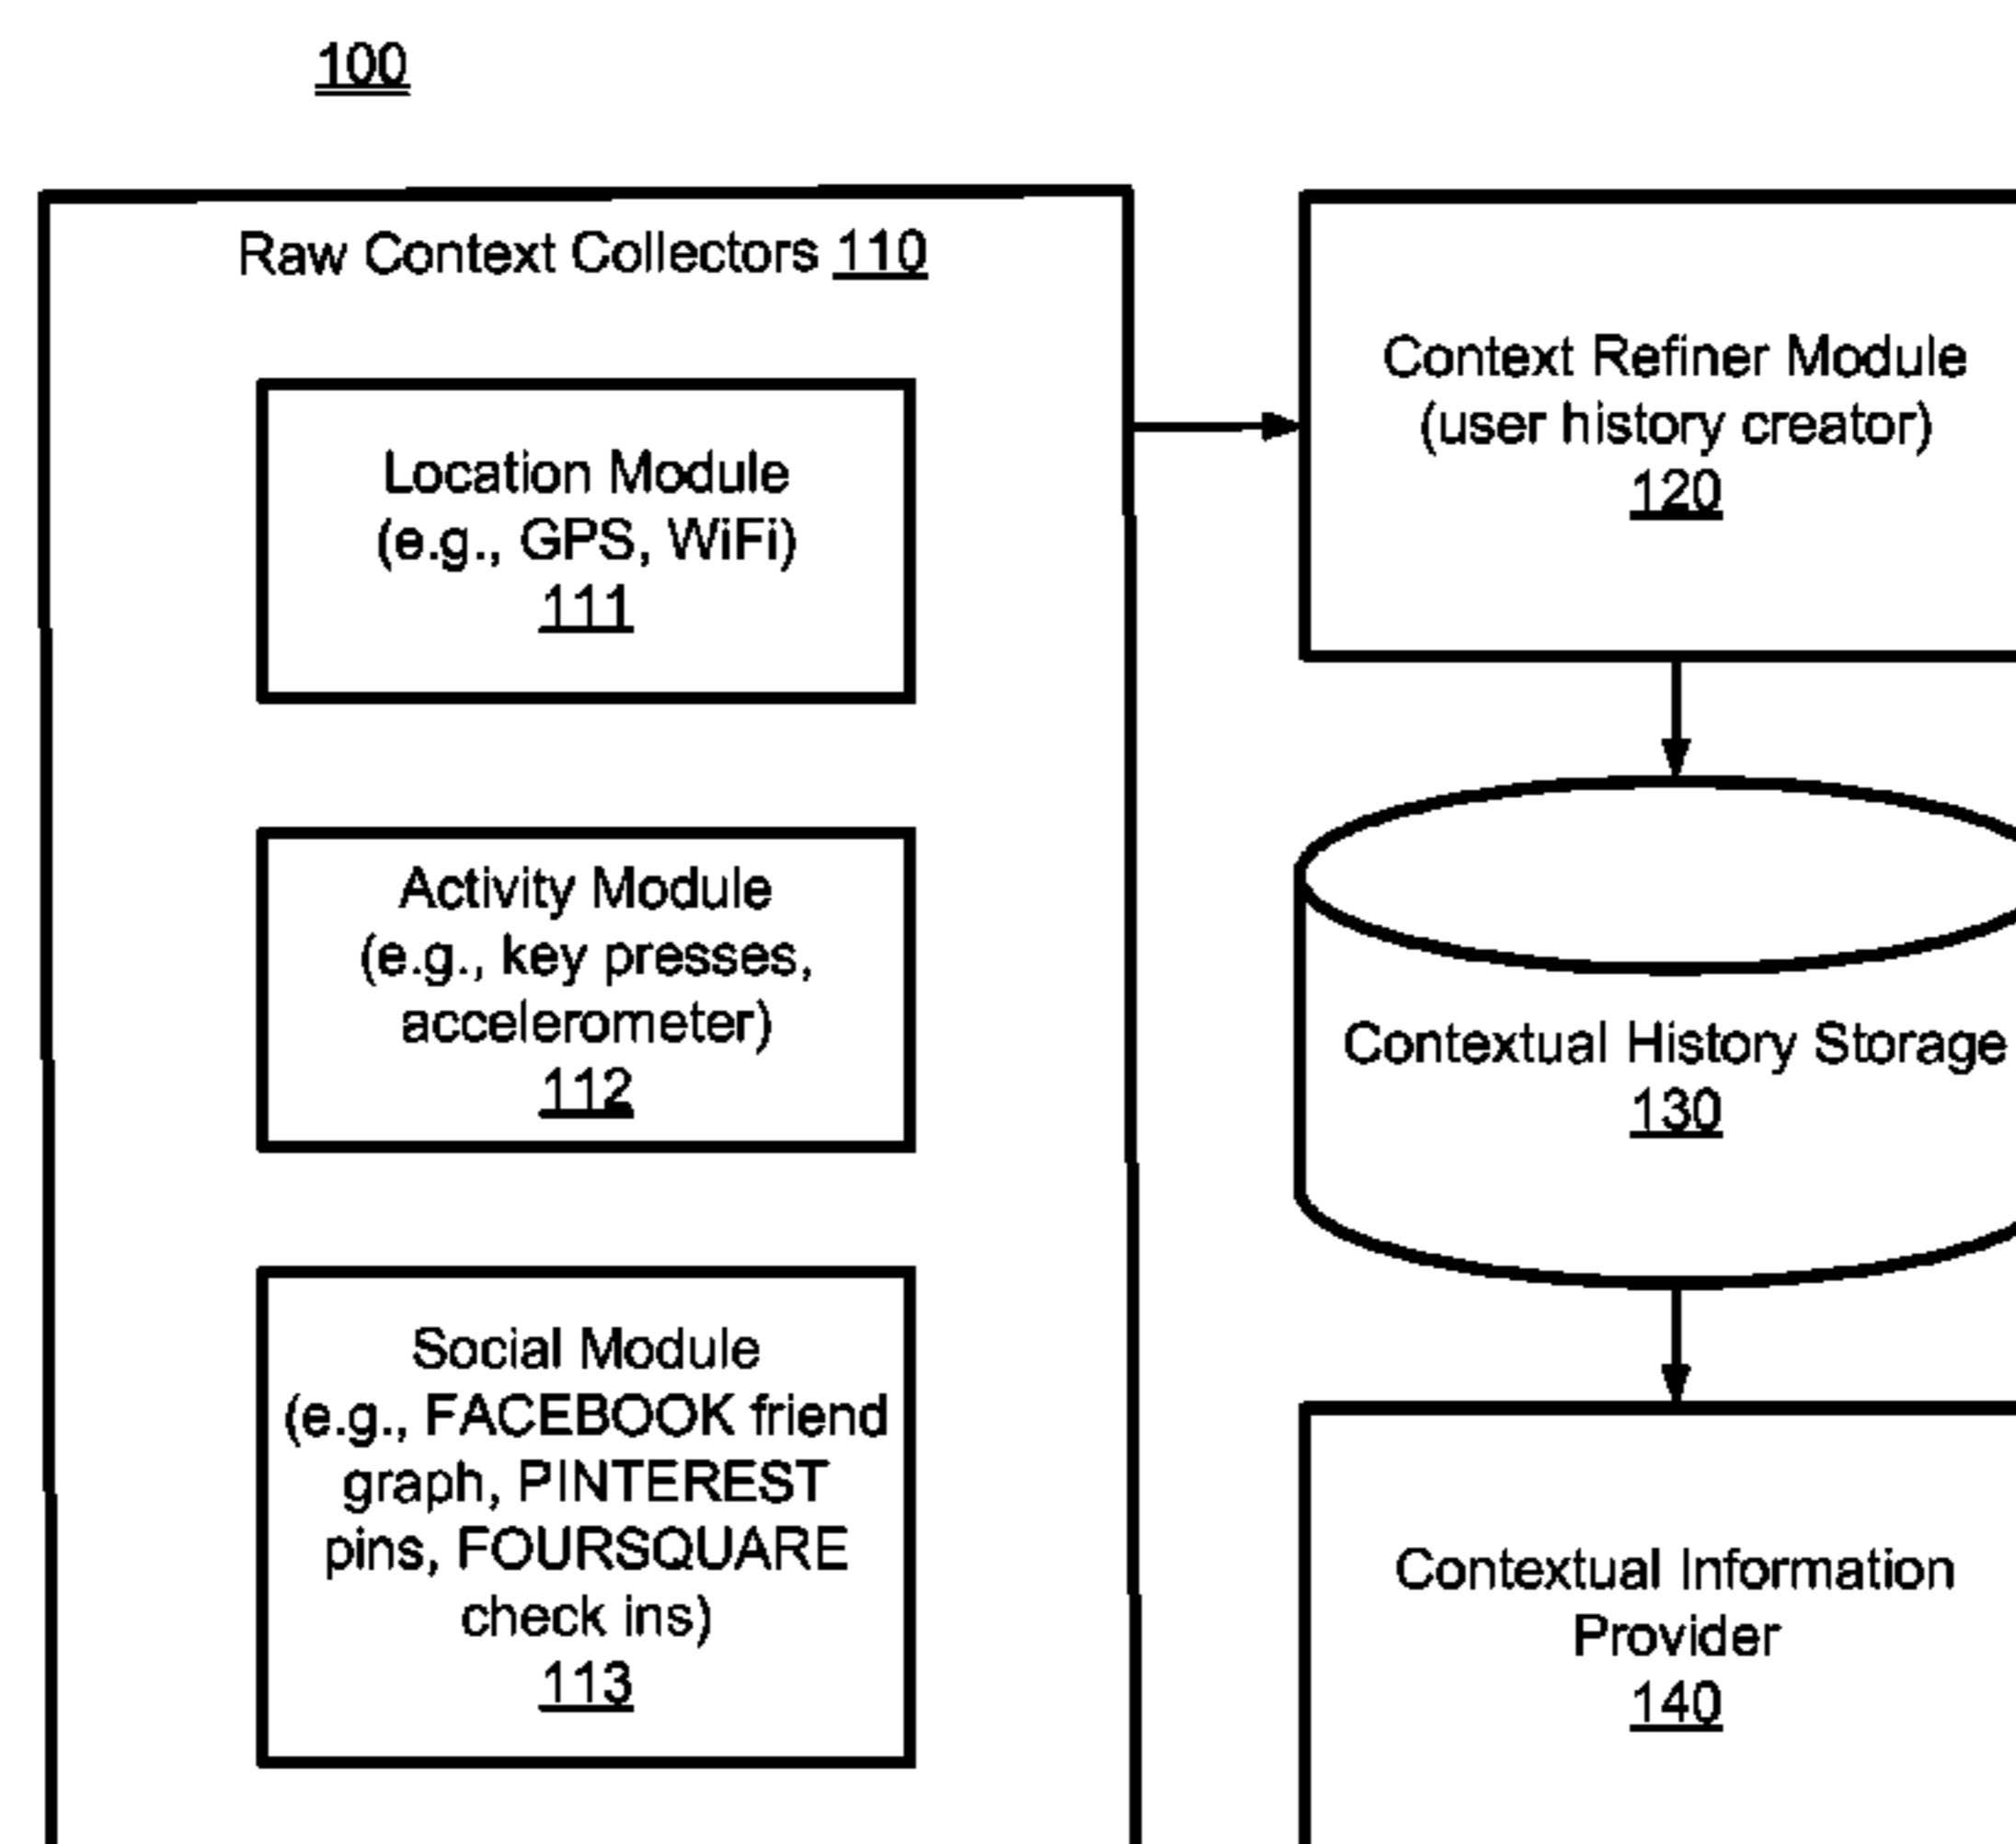 100
Raw Context Collectors 110
Location Module
(e.g., GPS, WiFi)
111
Activity Module
(e.g., key presses,
accelerometer)
112
Social Module
(e.g., FACEBOOK friend
graph, PINTEREST
pins, FOURSQUARE
check ins)
113
Context Refiner Module
(user history creator)
120
Contextual History Storage
130
Contextual Information
Provider
140